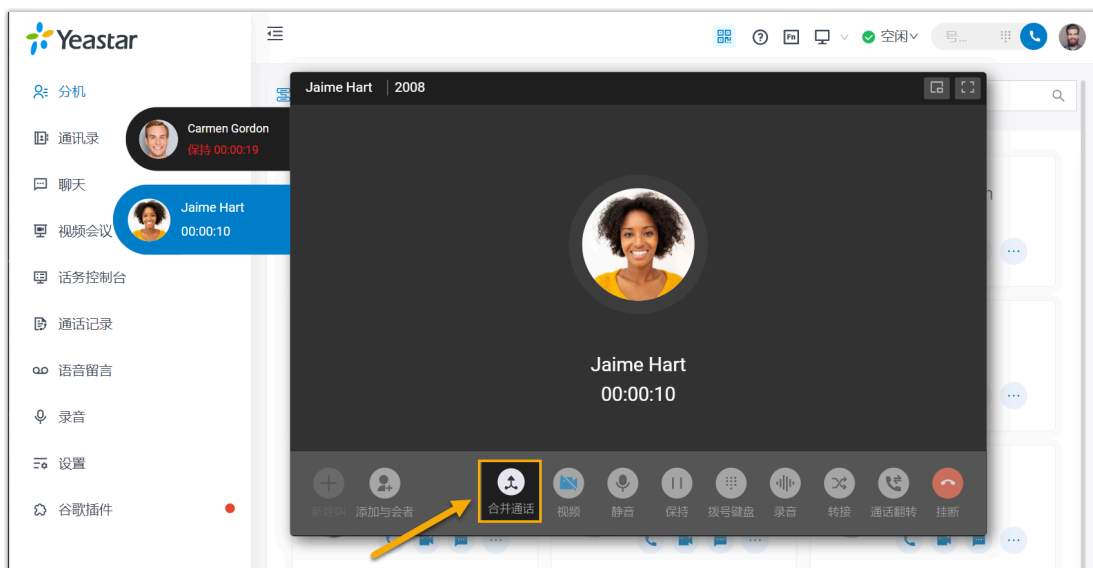 Yeastar
Fn
空闲
号...
分机
Jaime Hart 2008
Carmen Gordon
保持 00:00:19
通讯录
聊天
Jaime Hart
00:00:10
视频会议
话务控制台
通话记录
Jaime Hart
00:00:10
语音留言
录音
设置
新呼叫 添加与会者 合并通话 视频 静音 保持 拨号键盘 录音 转接 通话翻转 挂断
谷歌插件